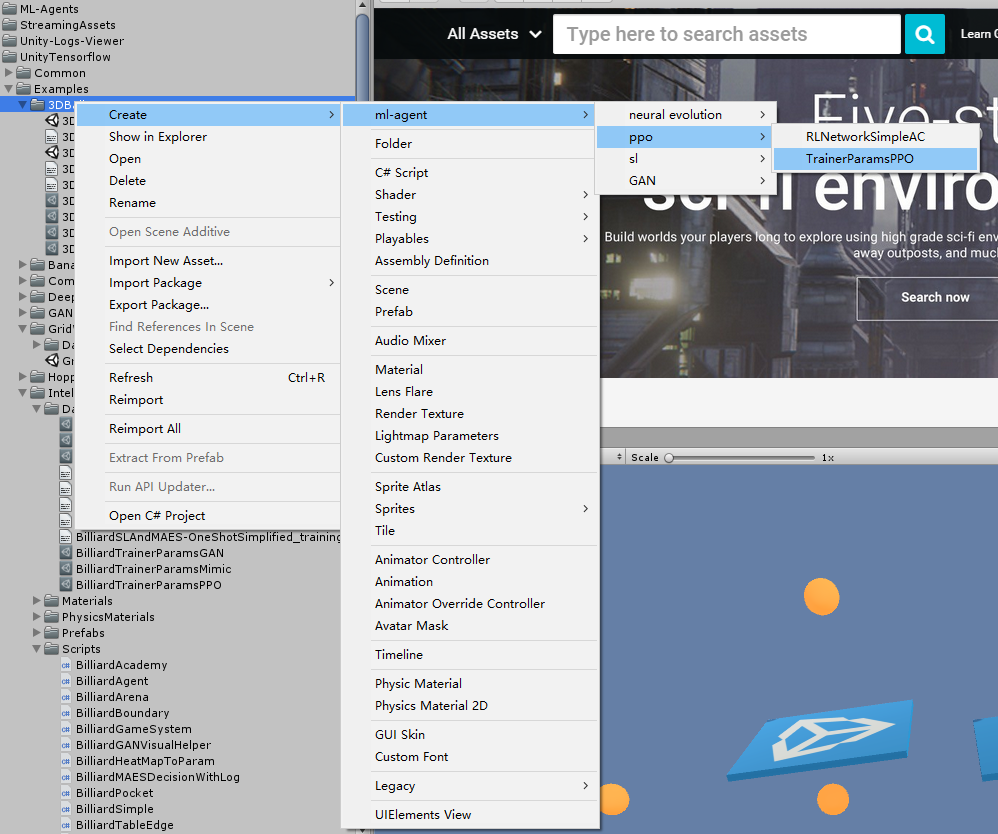 ML-Agents
StreamingAssets
Unity-Logs-Viewer
UnityTensorflow
Common
Examples
3DBa
3D
3D
3D
3D
3D
3D
3D
3D
3D
Bana
Com
Deep
GAN
Grid
Da
Gr
Hopp
Intel
Da
BilliardSLAndMAES-OneShotSimplified_training
BilliardTrainerParamsGAN
BilliardTrainerParamsMimic
BilliardTrainerParamsPPO
Materials
PhysicsMaterials
Prefabs
Scripts
BilliardAcademy
BilliardAgent
BilliardArena
BilliardBoundary
BilliardGameSystem
BilliardGANVisualHelper
BilliardHeatMapToParam
BilliardMAESDecisionWithLog
BilliardPocket
BilliardSimple
BilliardTableEdge
Create
Show in Explorer
Open
Delete
Rename
Open Scene Additive
Import New Asset...
Import Package
Export Package...
Find References In Scene
Select Dependencies
Refresh Ctrl+R
Reimport
Reimport All
Extract From Prefab
Run API Updater...
Open C# Project
ml-agent
Folder
C# Script
Shader
Testing
Playables
Assembly Definition
Scene
Prefab
Audio Mixer
Material
Lens Flare
Render Texture
Lightmap Parameters
Custom Render Texture
Sprite Atlas
Sprites
Tile
Animator Controller
Animation
Animator Override Controller
Avatar Mask
Timeline
Physic Material
Physics Material 2D
GUI Skin
Custom Font
Legacy
UIElements View
neural evolution
ppo
sl
GAN
RLNetworkSimpleAC
TrainerParamsPPO
All Assets
Type here to search assets
Learn
Five-st
sci-fi enviro
Build worlds your players long to explore using high grade sci-fi env
away outposts, and much
Search now
Scale 1x